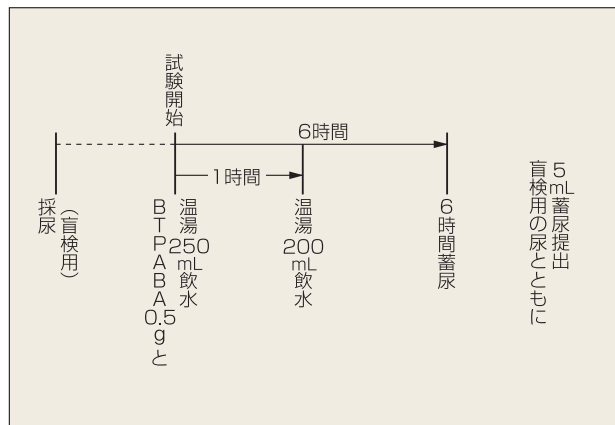 試験開始
6時間
1時間
採尿
(盲検用)
BTPABA0.5gと
温湯250mL飲水
温湯200mL飲水
6時間蓄尿
盲検用の尿とともに
5mL蓄尿提出